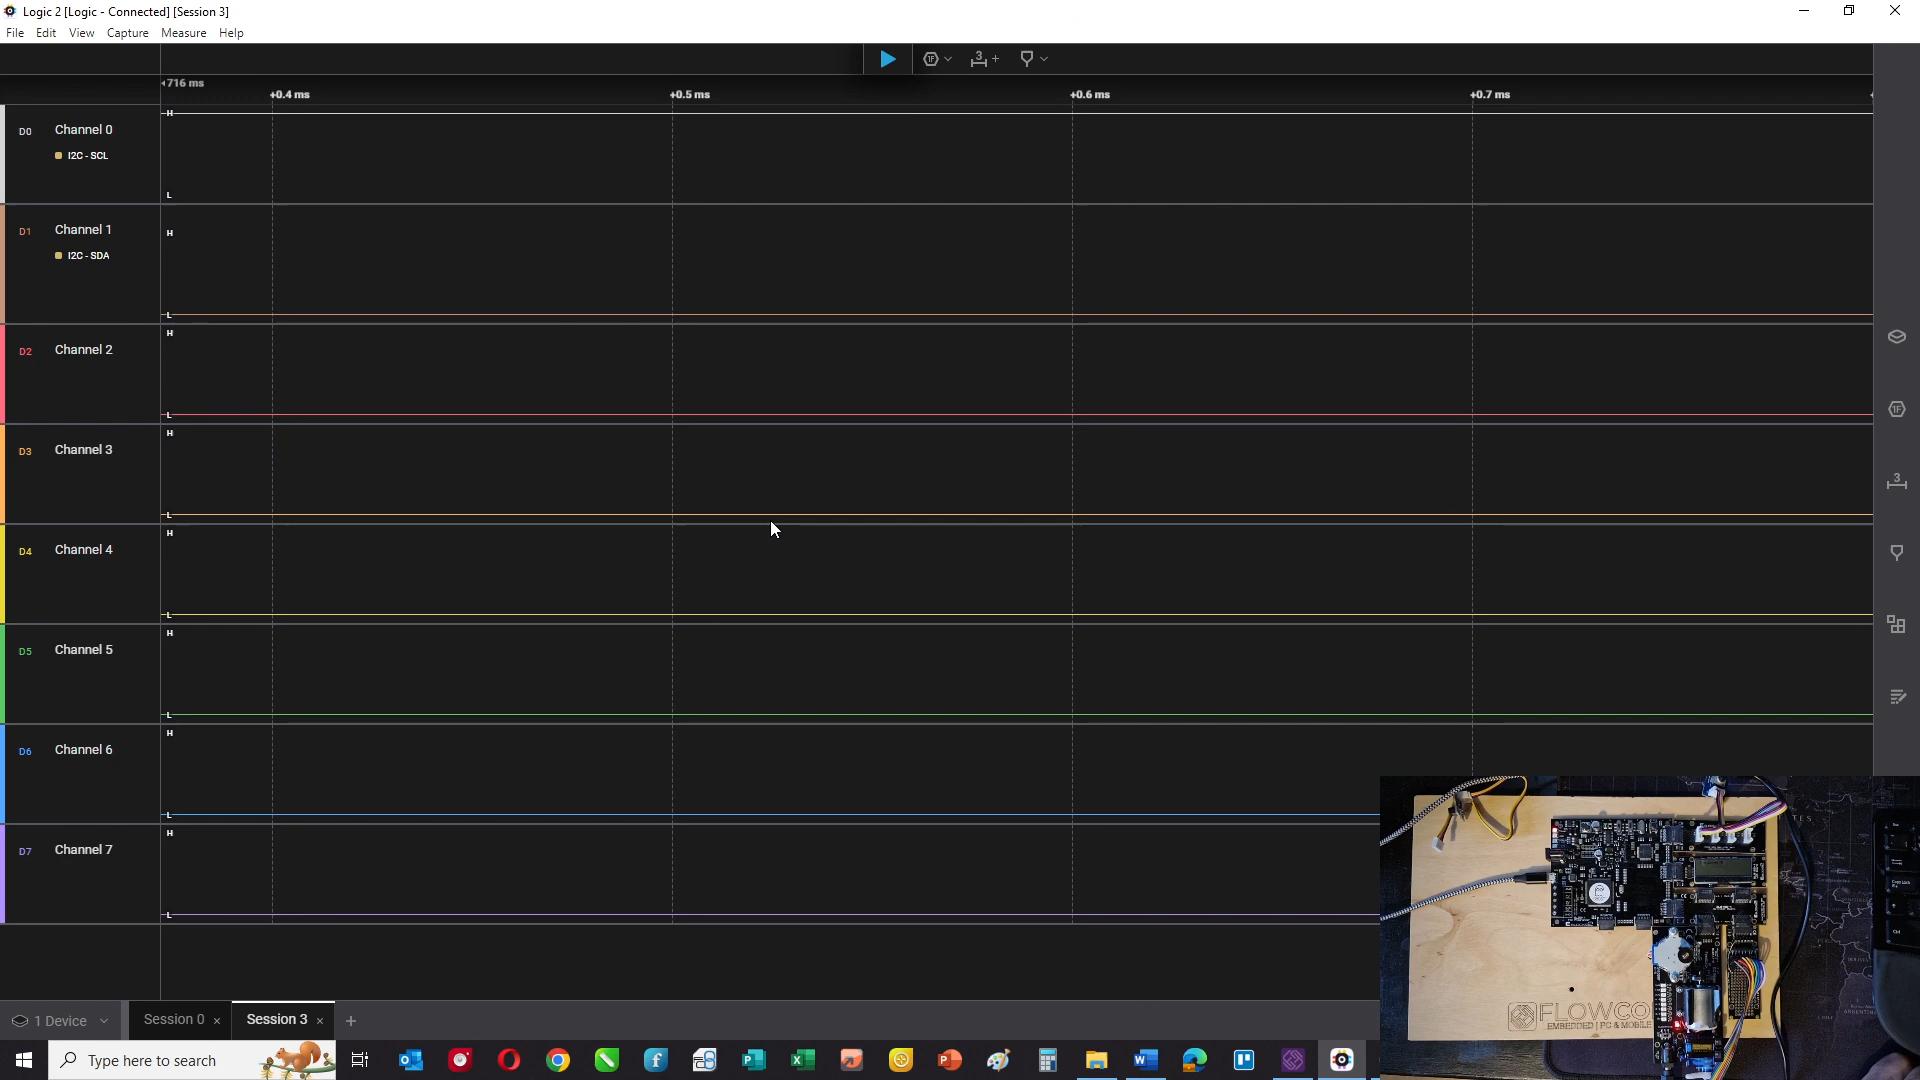 Logic 2 [Logic - Connected] [Session 3]
File Edit View Capture Measure Help
716 ms
+0.4 ms +0.5 ms +0.6 ms +0.7 ms
H
D0 Channel 0
I2C - SCL
L
D1 Channel 1
H
I2C - SDA
L
H
D2 Channel 2
L
H
D3 Channel 3
L
H
D4 Channel 4
L
H
D5 Channel 5
L
H
D6 Channel 6
L
H
D7 Channel 7
L
FLOWCO
EMBEDDED | PC & MOBILE
1 Device Session 0 Session 3
Type here to search